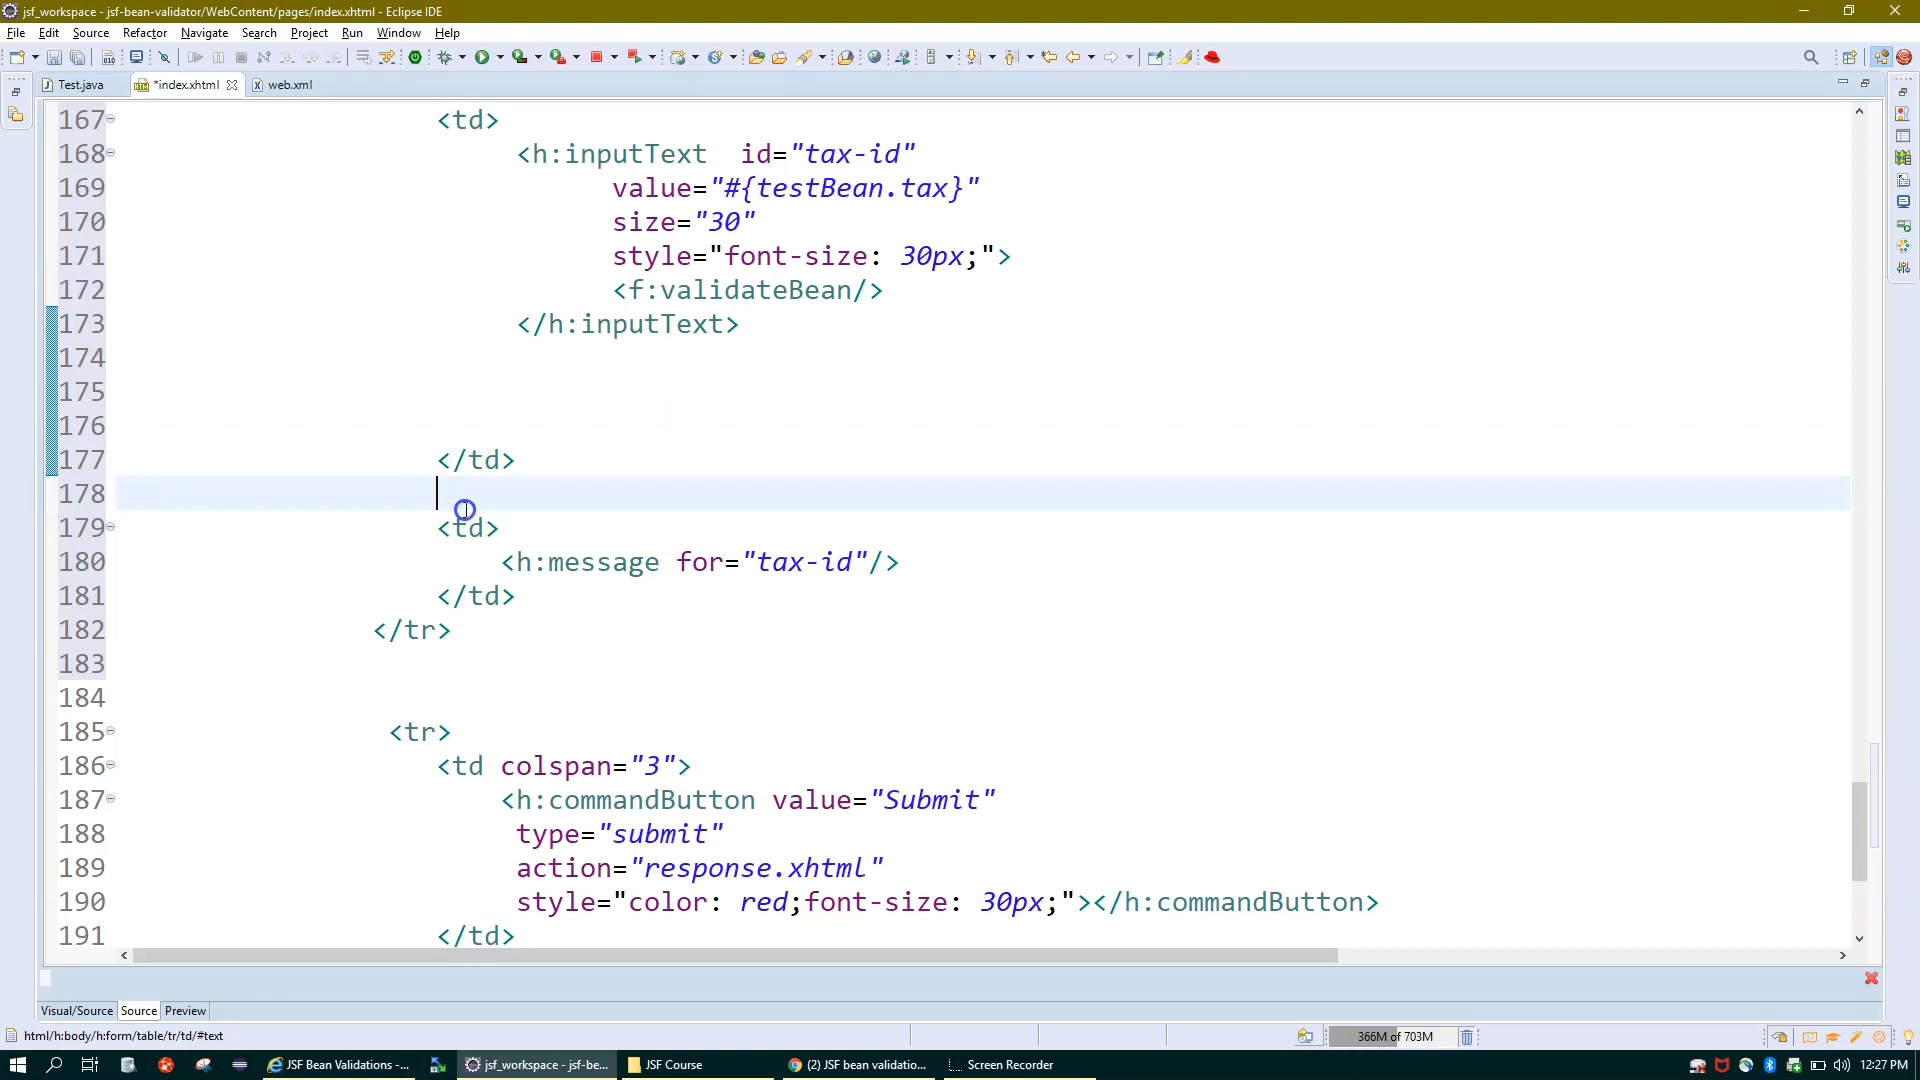 jsf_workspace - jsf-bean-validator/WebContent/pages/index.xhtml - Eclipse IDE
File Edit Source Refactor Navigate Search Project Run Window Help
Test.java *index.xhtml web.xml
167 <td>
168 <h:inputText id="tax-id"
169 value="#{testBean.tax}"
170 size="30"
171 style="font-size: 30px;">
172 <f:validateBean/>
173 </h:inputText>
174
175
176
177 </td>
178
179 <td>
180 <h:message for="tax-id"/>
181 </td>
182 </tr>
183
184
185 <tr>
186 <td colspan="3">
187 <h:commandButton value="Submit"
188 type="submit"
189 action="response.xhtml"
190 style="color: red;font-size: 30px;"></h:commandButton>
191 </td>
Visual/Source Source Preview
html/h:body/h:form/table/tr/td/#text 366M of 703M
JSF Bean Validations -... jsf_workspace - jsf-be... JSF Course (2) JSF bean validatio... Screen Recorder 12:27 PM